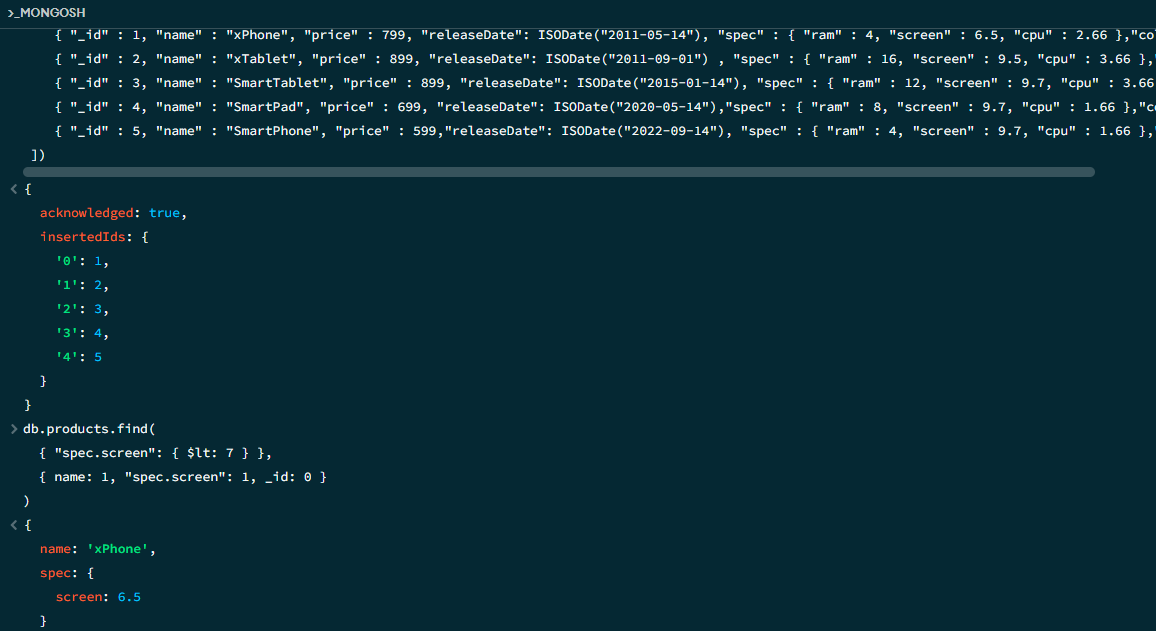 >_MONGOSH
{ "_id" : 1, "name" : "xPhone", "price" : 799, "releaseDate": ISODate("2011-05-14"), "spec" : { "ram" : 4, "screen" : 6.5, "cpu" : 2.66 },"co
{ "_id" : 2, "name" : "xTablet", "price" : 899, "releaseDate": ISODate("2011-09-01") , "spec" : { "ram" : 16, "screen" : 9.5, "cpu" : 3.66 },
{ "_id" : 3, "name" : "SmartTablet", "price" : 899, "releaseDate": ISODate("2015-01-14"), "spec" : { "ram" : 12, "screen" : 9.7, "cpu" : 3.66
{ "_id" : 4, "name" : "SmartPad", "price" : 699, "releaseDate": ISODate("2020-05-14"),"spec" : { "ram" : 8, "screen" : 9.7, "cpu" : 1.66 },"c
{ "_id" : 5, "name" : "SmartPhone", "price" : 599,"releaseDate": ISODate("2022-09-14"), "spec" : { "ram" : 4, "screen" : 9.7, "cpu" : 1.66 },
])
< {
acknowledged: true,
insertedIds: {
'0': 1,
'1': 2,
'2': 3,
'3': 4,
'4': 5
}
}
> db.products.find(
{ "spec.screen": { $lt: 7 } },
{ name: 1, "spec.screen": 1, _id: 0 }
)
< {
name: 'xPhone',
spec: {
screen: 6.5
}